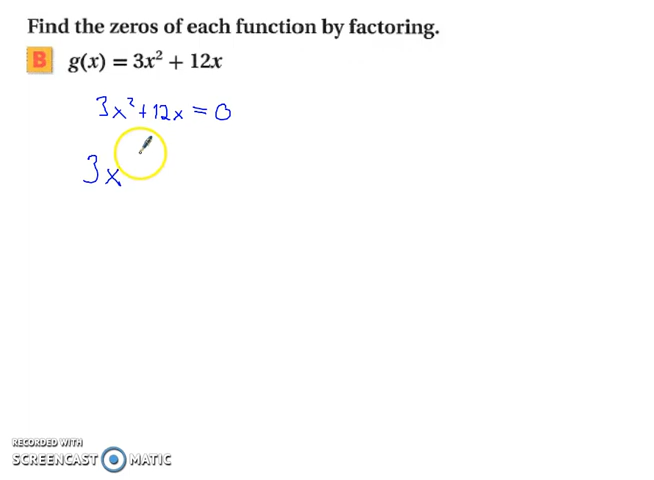 Find the zeros of each function by factoring.
B g(x) = 3x² + 12x
3x² + 12x = 0
3x
RECORDED WITH
SCREENCAST MATIC